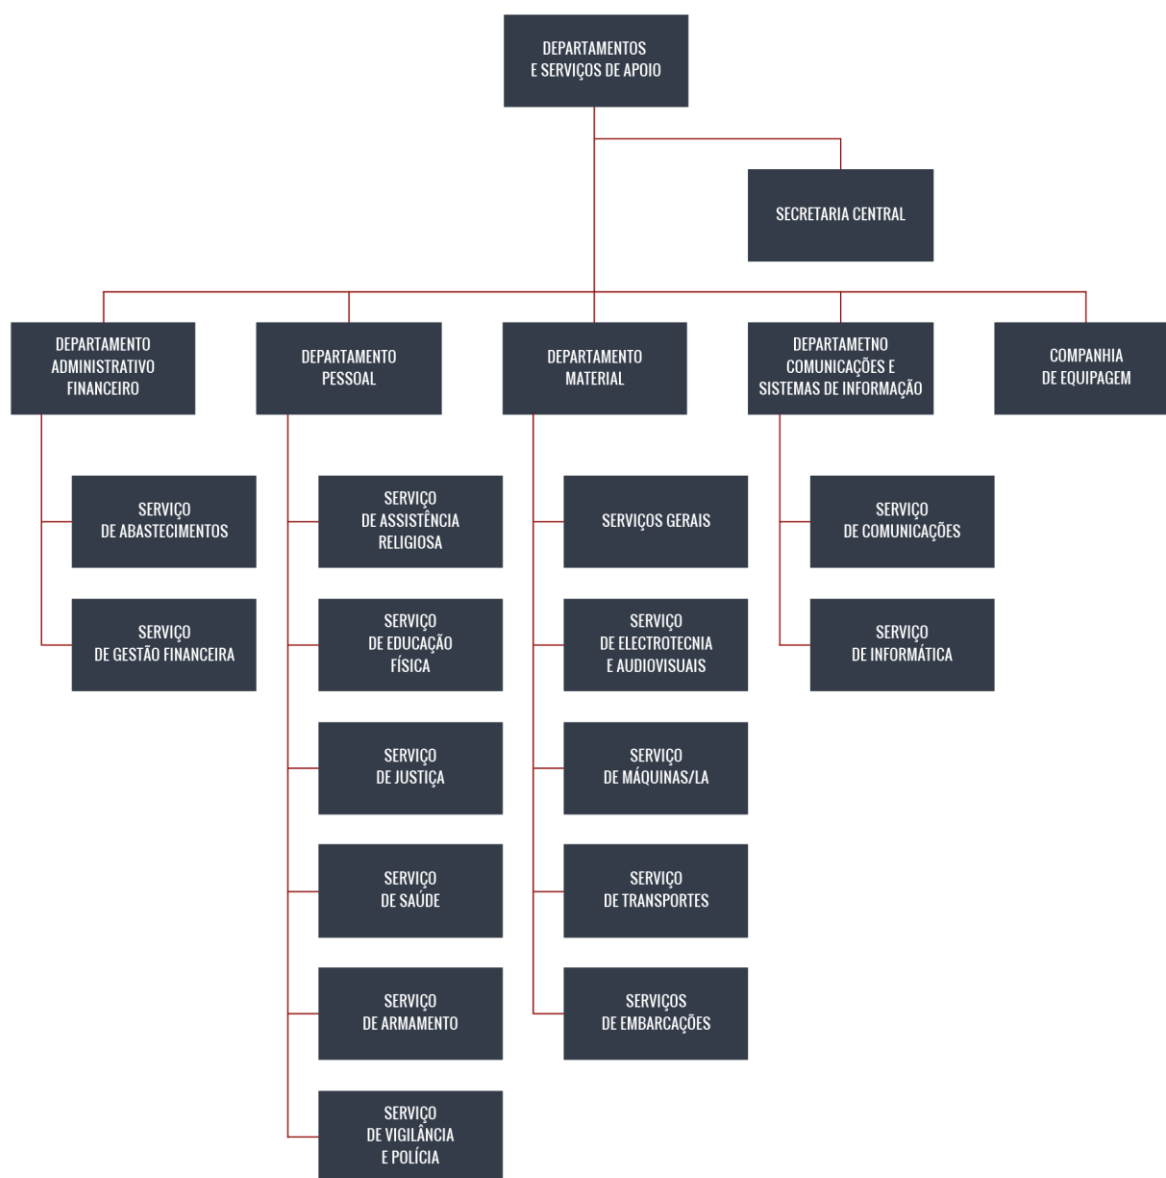 DEPARTAMENTOS
E SERVIÇOS DE APOIO
SECRETARIA CENTRAL
DEPARTAMENTO
ADMINISTRATIVO
FINANCEIRO
DEPARTAMENTO
PESSOAL
DEPARTAMENTO
MATERIAL
DEPARTAMETNO
COMUNICAÇÕES E
SISTEMAS DE INFORMAÇÃO
COMPANHIA
DE EQUIPAGEM
SERVIÇO
DE ABASTECIMENTOS
SERVIÇO
DE GESTÃO FINANCEIRA
SERVIÇO
DE ASSISTÊNCIA
RELIGIOSA
SERVIÇO
DE EDUCAÇÃO
FÍSICA
SERVIÇO
DE JUSTIÇA
SERVIÇO
DE SAÚDE
SERVIÇO
DE ARMAMENTO
SERVIÇO
DE VIGILÂNCIA
E POLÍCIA
SERVIÇOS GERAIS
SERVIÇO
DE ELECTROTECNIA
E AUDIOVISUAIS
SERVIÇO
DE MÁQUINAS/LA
SERVIÇO
DE TRANSPORTES
SERVIÇOS
DE EMBARCAÇÕES
SERVIÇO
DE COMUNICAÇÕES
SERVIÇO
DE INFORMÁTICA